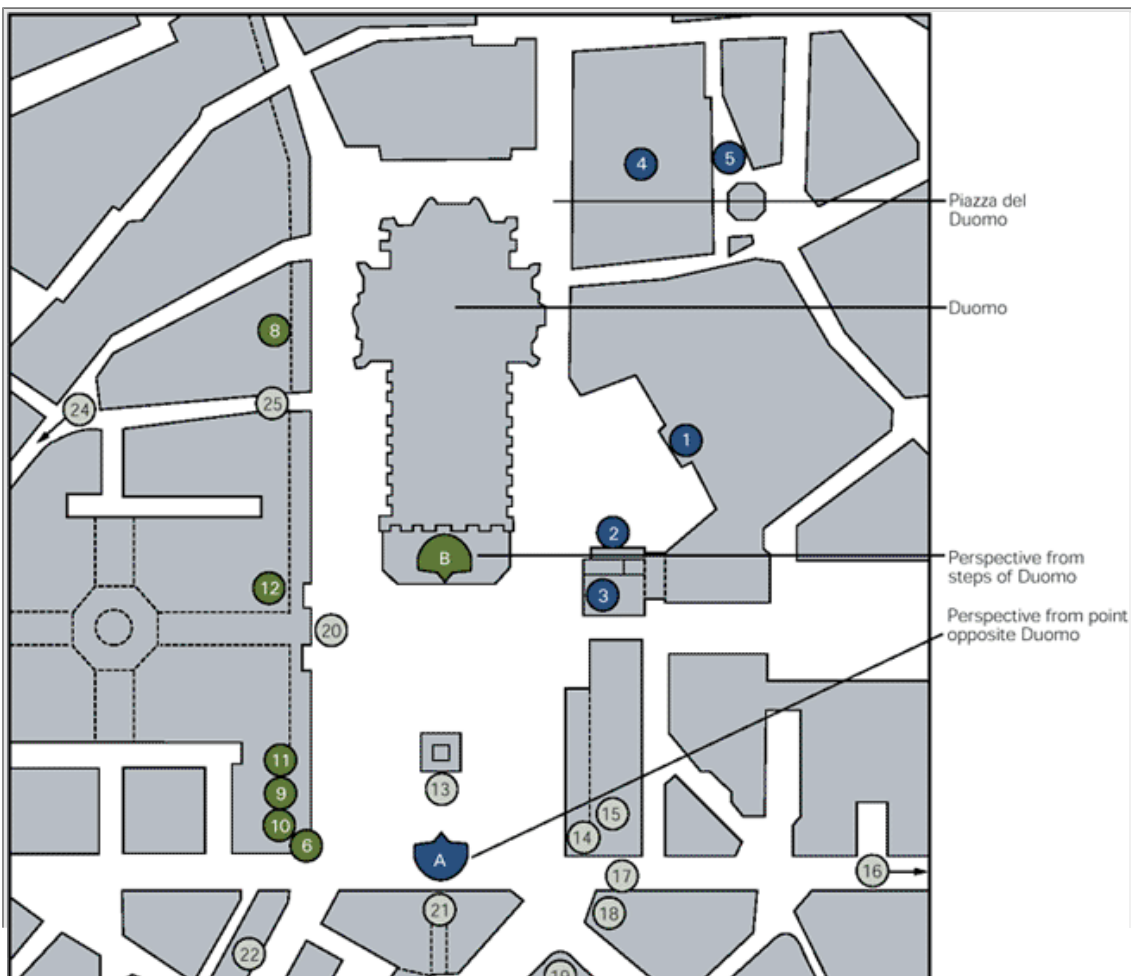 4
5
Piazza del
Duomo
8
Duomo
24
25
1
2
B
Perspective from
steps of Duomo
12
3
Perspective from point
opposite Duomo
20
11
13
9
15
10
14
6
A
16
17
21
18
22
19